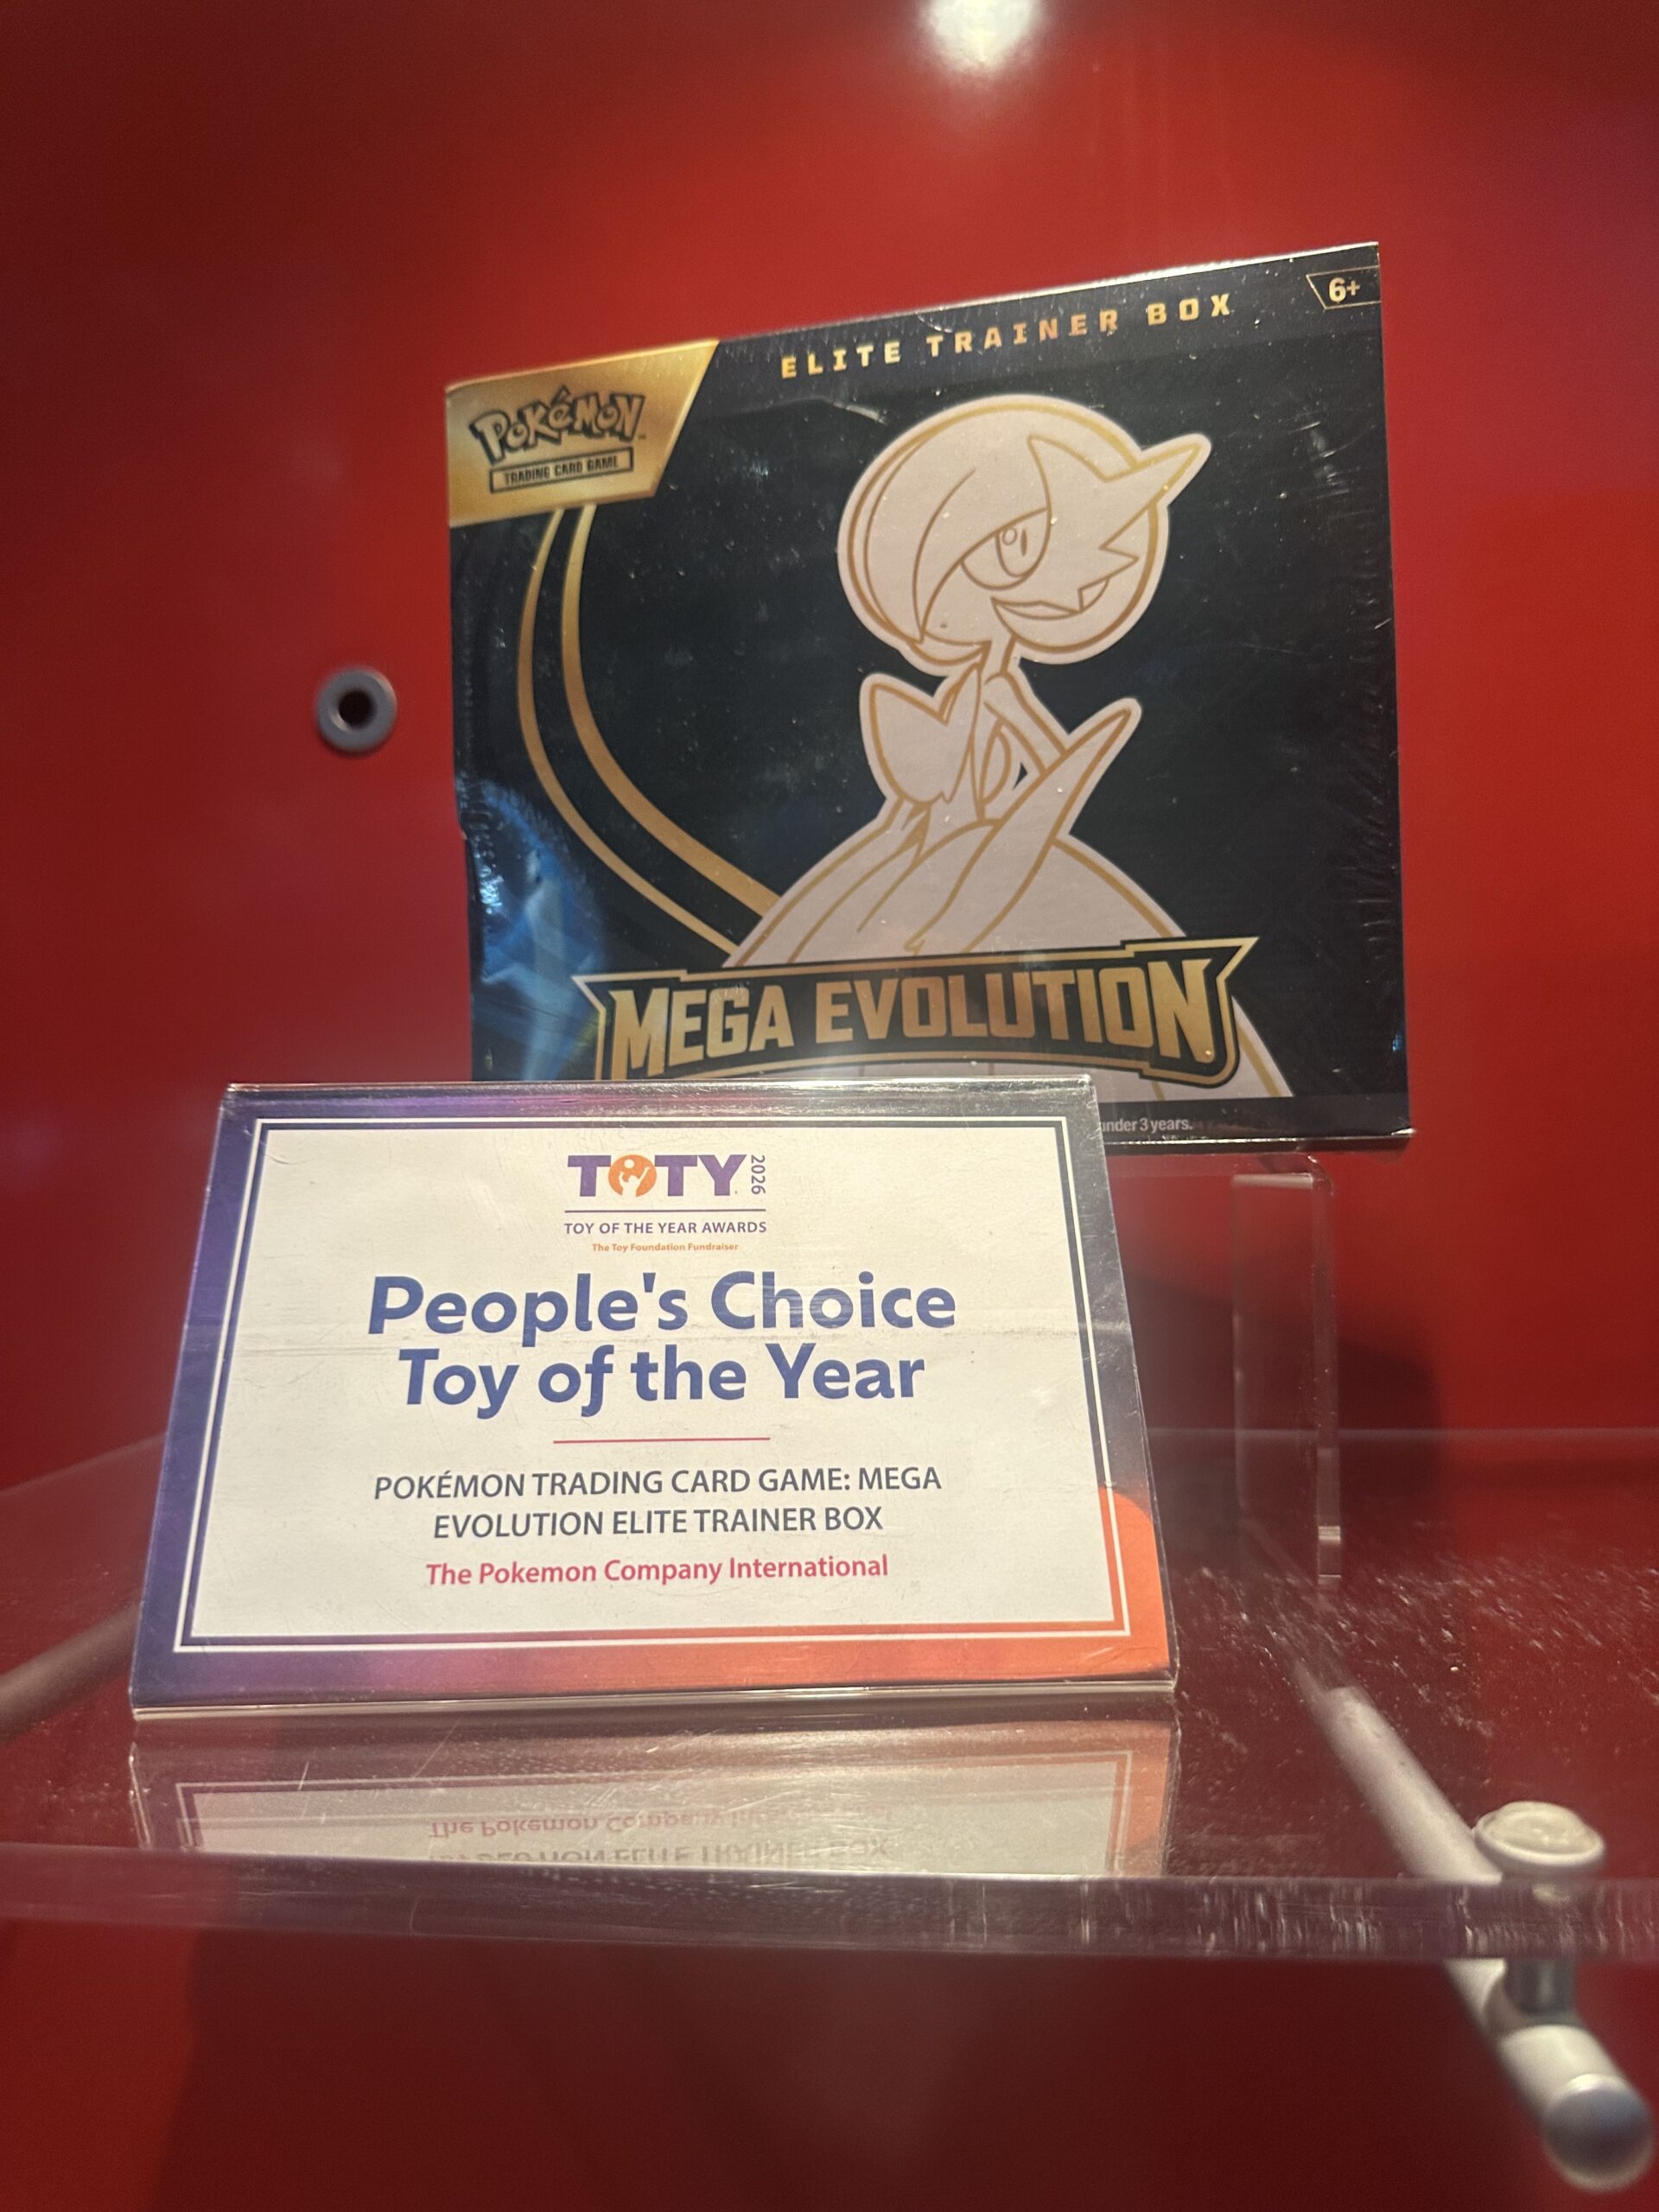 ELITE TRAINER BOX
6+
POKéMON
TRADING CARD GAME
MEGA EVOLUTION
under 3 years.
TOTY 2026
TOY OF THE YEAR AWARDS
The Toy Foundation Fundraiser
People's Choice
Toy of the Year
POKÉMON TRADING CARD GAME: MEGA
EVOLUTION ELITE TRAINER BOX
The Pokemon Company International